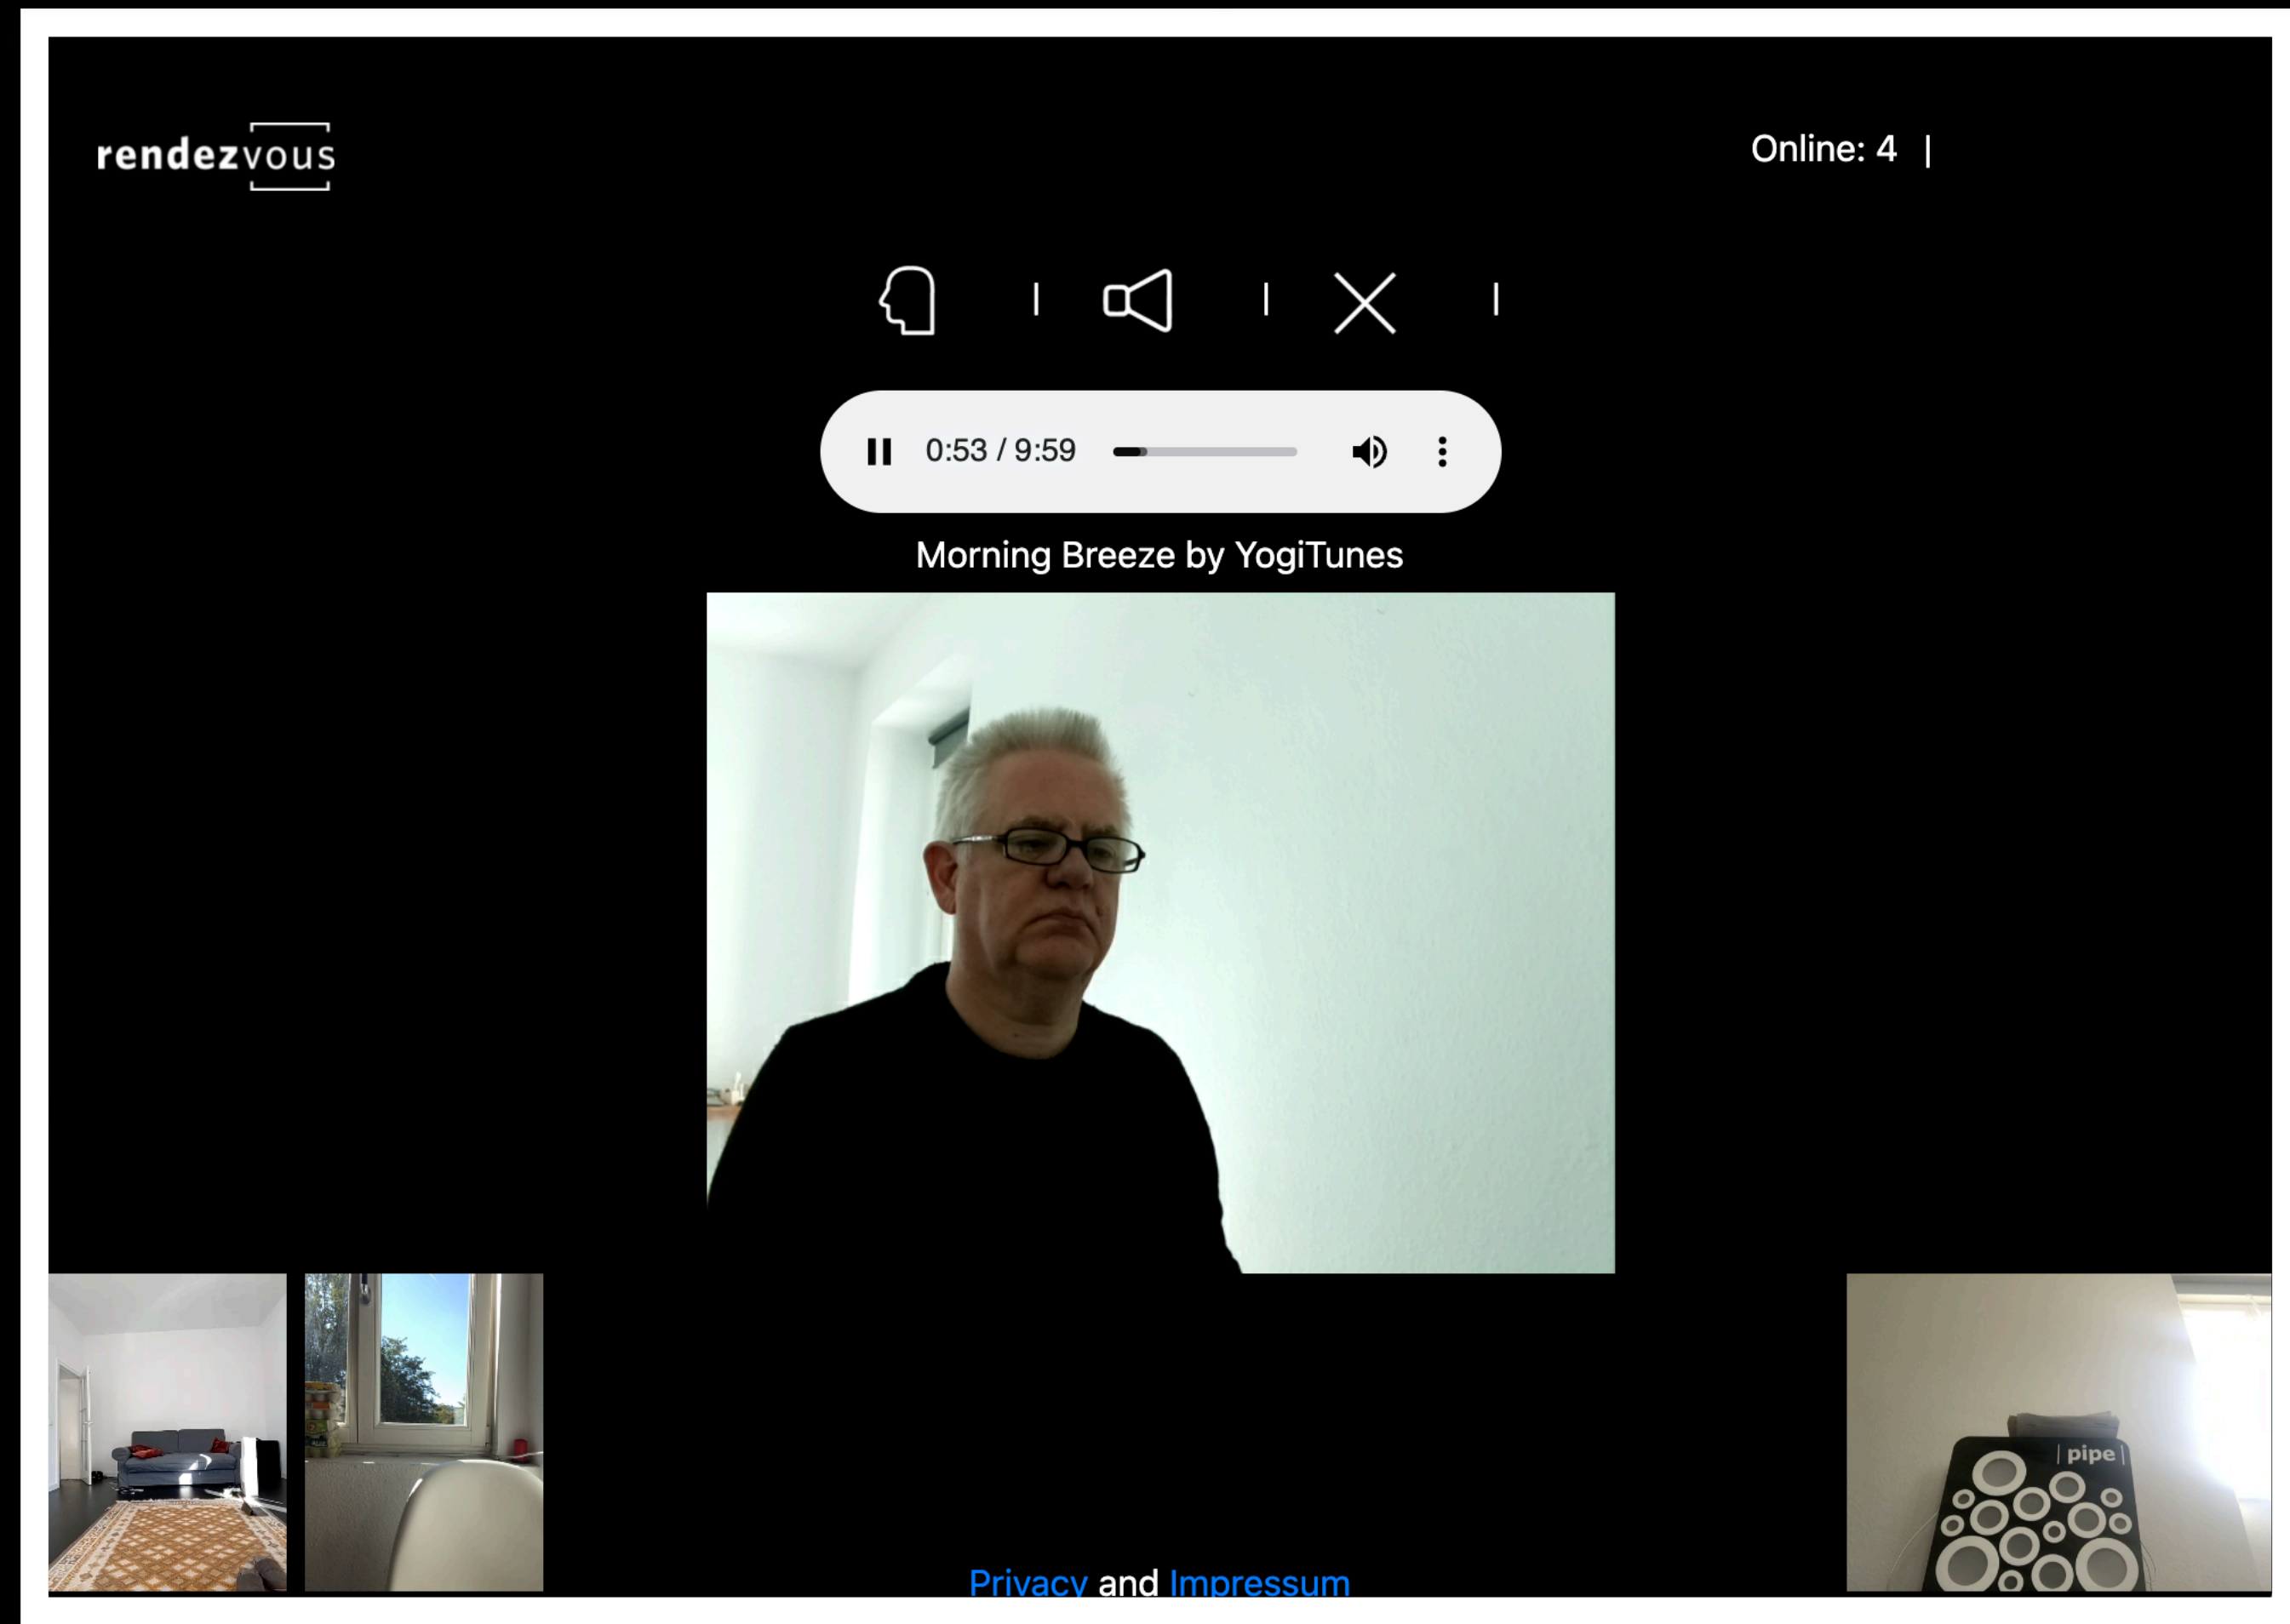 rendezvous
Online: 4 |
0:53 / 9:59
Morning Breeze by YogiTunes
| pipe |
Privacy and Impressum